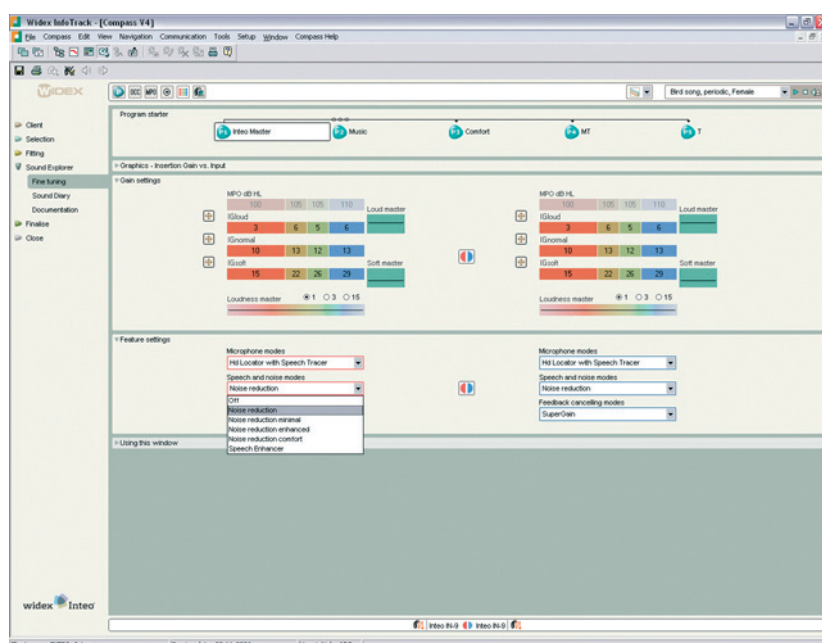 Widex InfoTrack - [Compass V4]
File Compass Edit View Navigation Communication Tools Setup Window Compass Help
WIDEX
OCC MPO
Bird song, periodic, Female
Client
Selection
Fitting
Sound Explorer
Fine tuning
Sound Diary
Documentation
Finalise
Close
Program starter
P1 Inteo Master P2 Music P3 Comfort P4 MT P5 T
Graphics - Insertion Gain vs. Input
Gain settings
MPO dB HL
100 105 105 110 Loud master
IGloud
3 6 5 6
IGnormal
10 13 12 13
IGsoft Soft master
15 22 26 29
Loudness master 1 3 15
MPO dB HL
100 105 105 110 Loud master
IGloud
3 6 5 6
IGnormal
10 13 12 13
IGsoft Soft master
15 22 26 29
Loudness master 1 3 15
Feature settings
Microphone modes
Hd Locator with Speech Tracer
Speech and noise modes
Noise reduction
Off
Noise reduction
Noise reduction minimal
Noise reduction enhanced
Noise reduction comfort
Speech Enhancer
Microphone modes
Hd Locator with Speech Tracer
Speech and noise modes
Noise reduction
Feedback cancelling modes
SuperGain
Using this window
widex Inteo
Inteo IN-9 Inteo IN-9